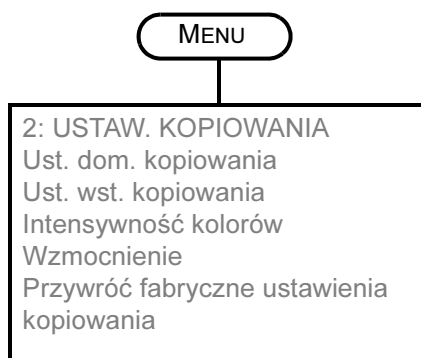 MENU
2: USTAW. KOPIOWANIA
Ust. dom. kopiowania
Ust. wst. kopiowania
Intensywność kolorów
Wzmocnienie
Przywróć fabryczne ustawienia
kopiowania